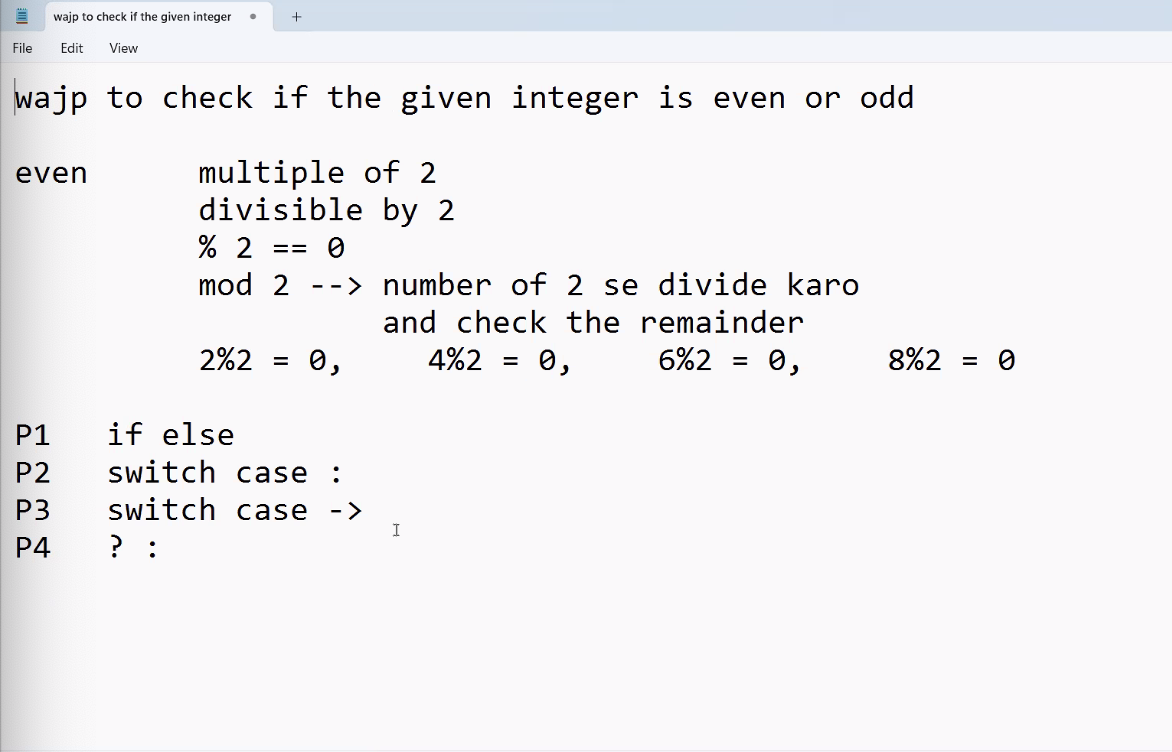 wajp to check if the given integer
File Edit View
wajp to check if the given integer is even or odd
even multiple of 2
divisible by 2
% 2 == 0
mod 2 --> number of 2 se divide karo
and check the remainder
2%2 = 0, 4%2 = 0, 6%2 = 0, 8%2 = 0
P1 if else
P2 switch case :
P3 switch case ->
P4 ? :